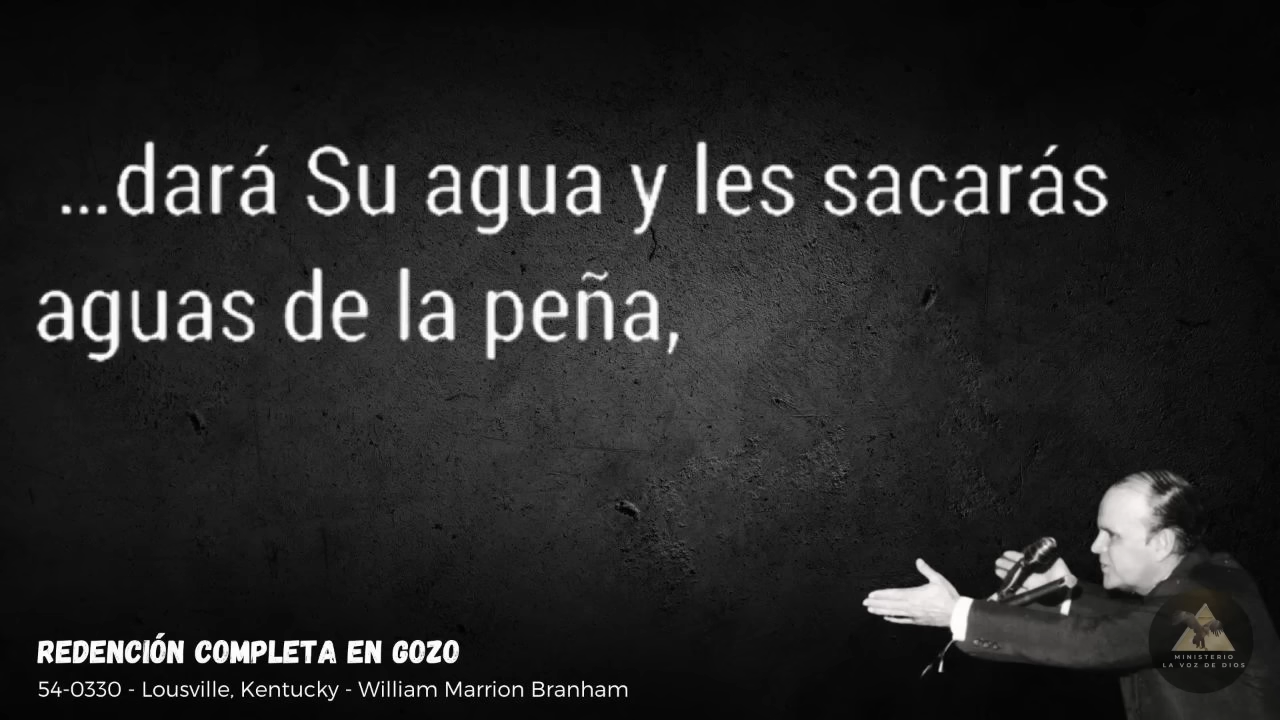 ...dará Su agua y les sacarás
aguas de la peña,
REDENCIÓN COMPLETA EN GOZO
54-0330 - Lousville, Kentucky - William Marrion Branham
MINISTERIO
LA VOZ DE DIOS